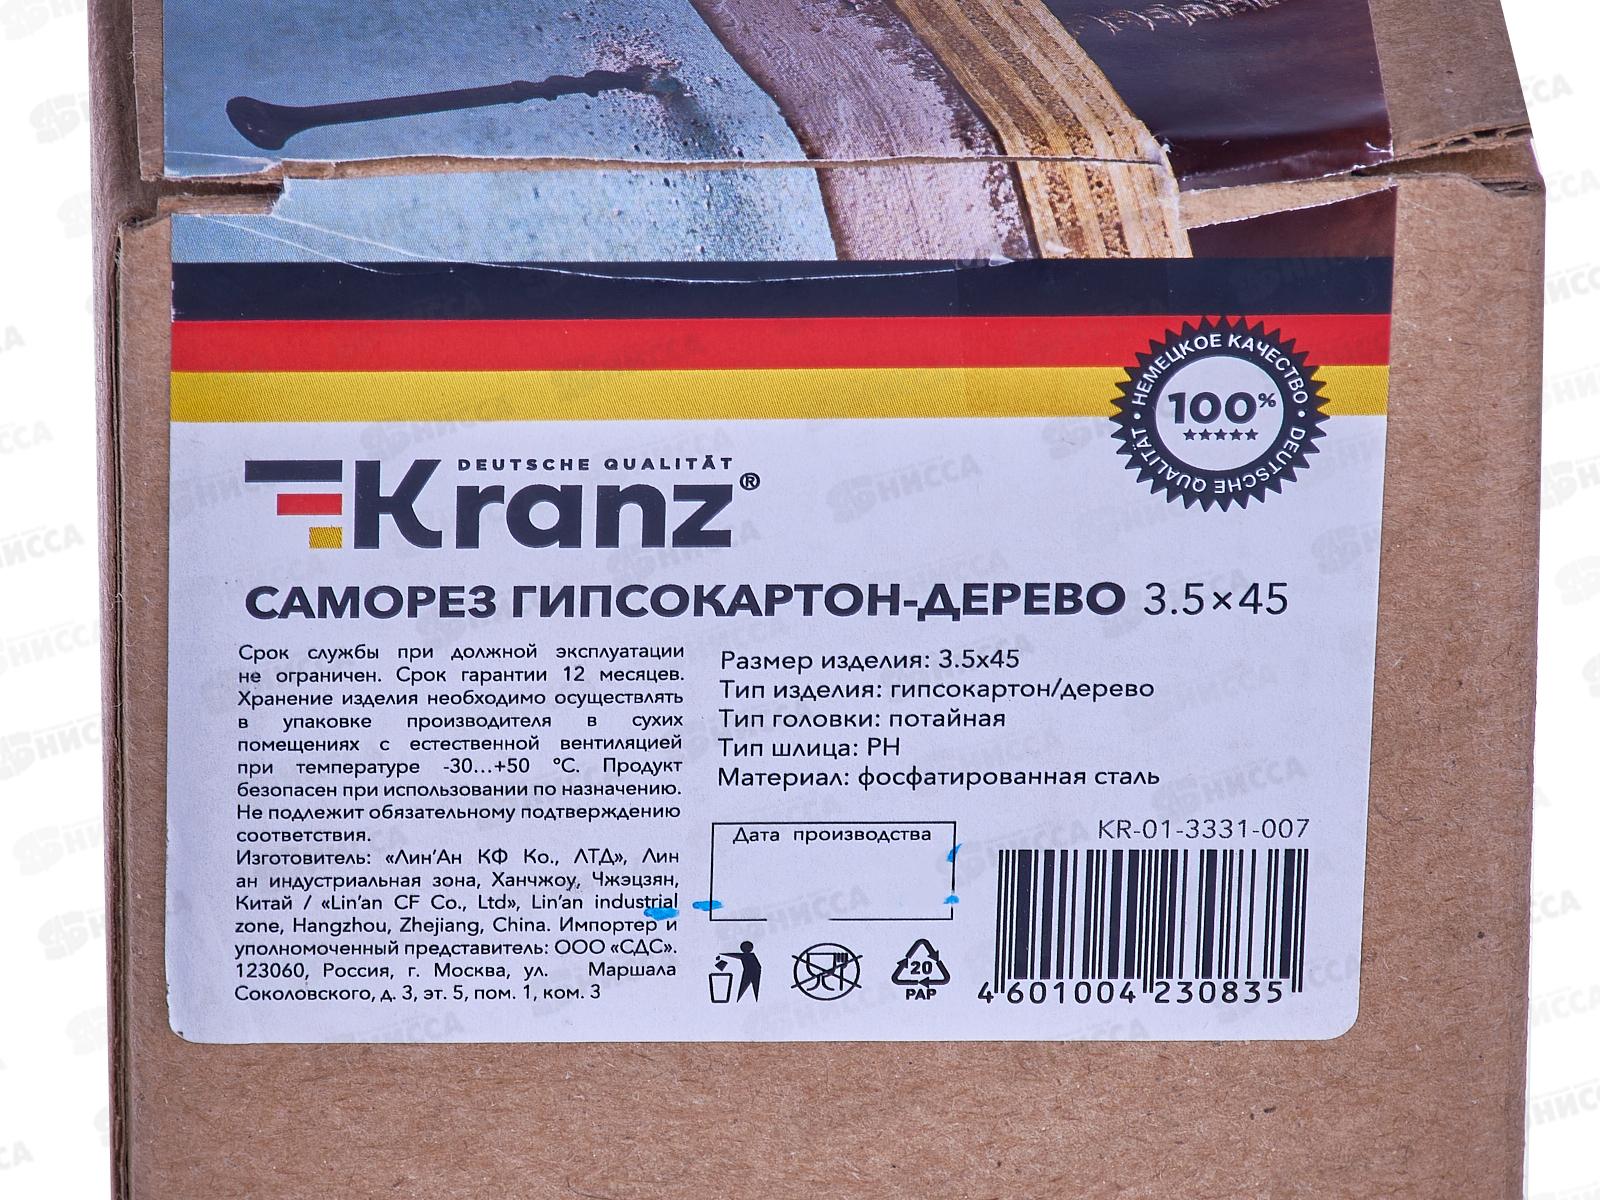 НЕМЕЦКОЕ КАЧЕСТВО
100%
DEUTSCHE QUALITÄT
DEUTSCHE QUALITÄT
Kranz®
САМОРЕЗ ГИПСОКАРТОН-ДЕРЕВО 3.5×45
Срок службы при должной эксплуатации
не ограничен. Срок гарантии 12 месяцев.
Хранение изделия необходимо осуществлять
в упаковке производителя в сухих
помещениях с естественной вентиляцией
при температуре -30...+50 °С. Продукт
безопасен при использовании по назначению.
Не подлежит обязательному подтверждению
соответствия.
Изготовитель: «Лин’Ан КФ Ко., ЛТД», Лин
ан индустриальная зона, Ханчжоу, Чжэцзян,
Китай / «Lin’an CF Co., Ltd», Lin’an industrial
zone, Hangzhou, Zhejiang, China. Импортер и
уполномоченный представитель: ООО «СДС».
123060, Россия, г. Москва, ул. Маршала
Соколовского, д. 3, эт. 5, пом. 1, ком. 3
Размер изделия: 3.5x45
Тип изделия: гипсокартон/дерево
Тип головки: потайная
Тип шлица: PH
Материал: фосфатированная сталь
Дата производства
KR-01-3331-007
20
PAP
4 601004 230835
НИССА